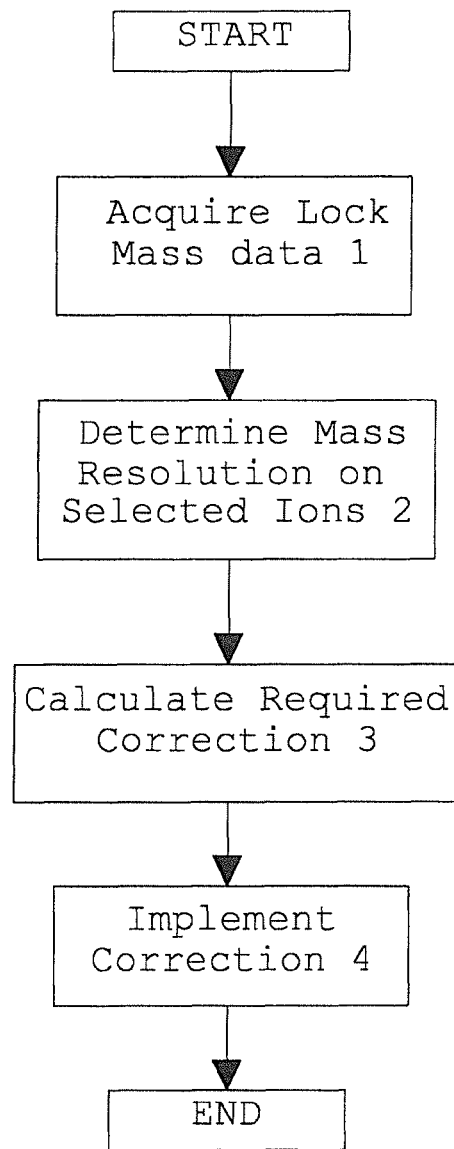 START
Acquire Lock
Mass data 1
Determine Mass
Resolution on
Selected Ions 2
Calculate Required
Correction 3
Implement
Correction 4
END